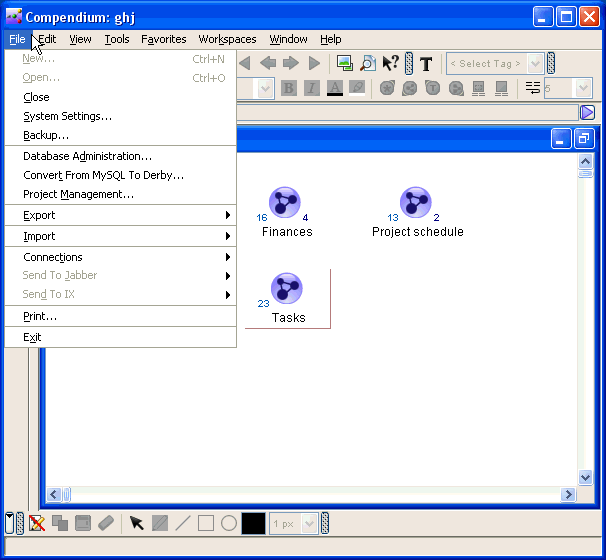 Compendium: ghj
File Edit View Tools Favorites Workspaces Window Help
New... Ctrl+N
Open... Ctrl+O
Close
System Settings...
Backup...
Database Administration...
Convert From MySQL To Derby...
Project Management...
Export
Import
Connections
Send To Jabber
Send To IX
Print...
Exit
T < Select Tag >
B I A 5
16 4
Finances
13 2
Project schedule
23
Tasks
1 px